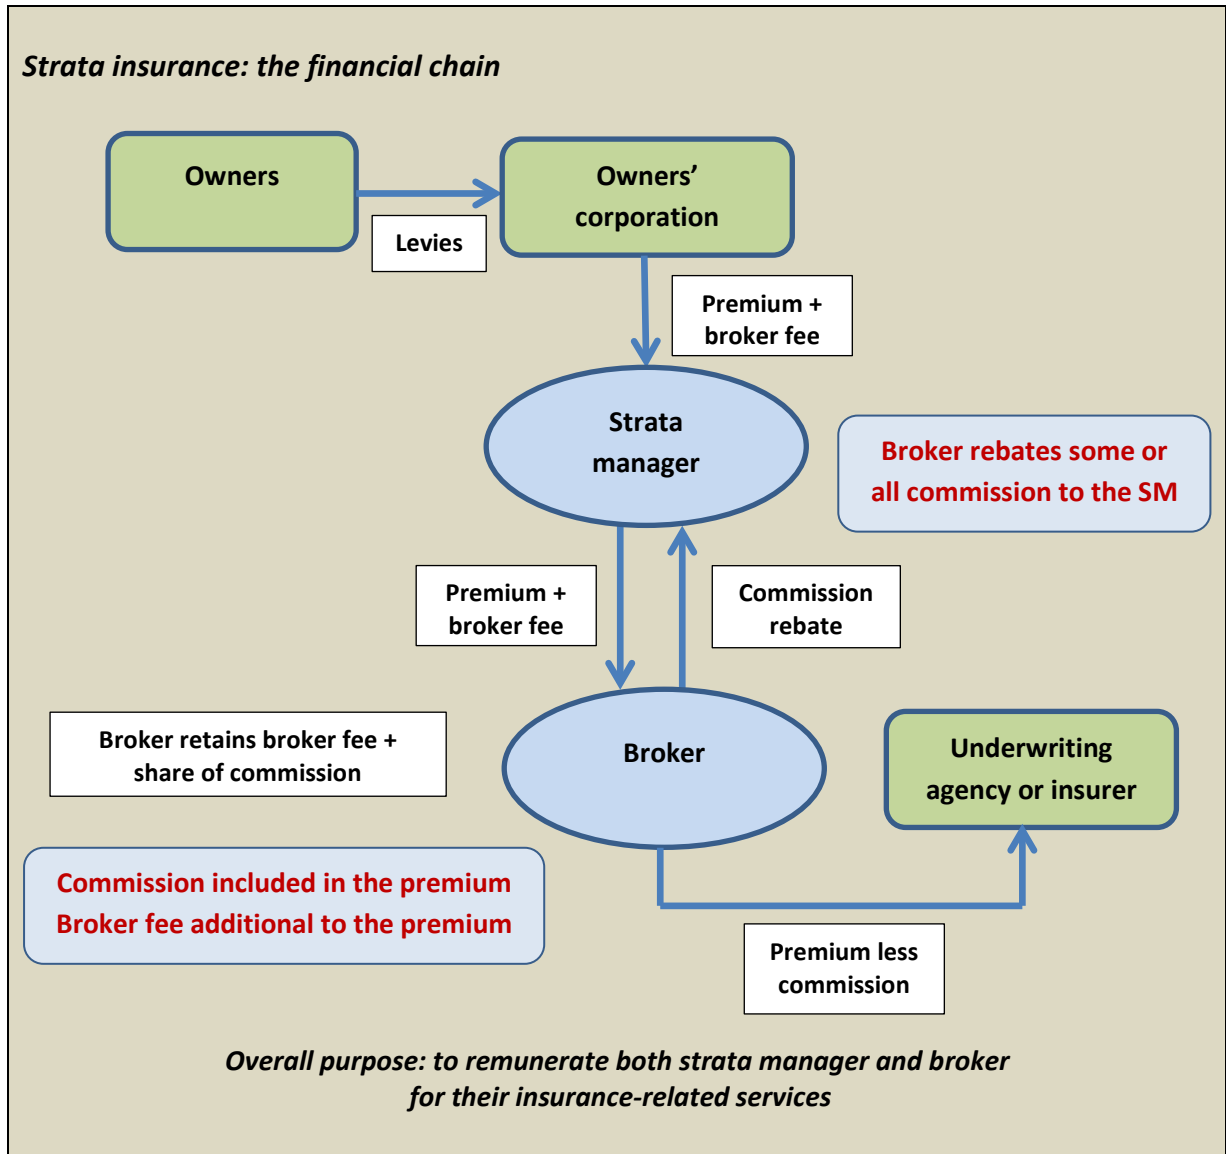 Strata insurance: the financial chain
Owners
Owners’
corporation
Levies
Premium +
broker fee
Strata
manager
Broker rebates some or
all commission to the SM
Premium +
broker fee
Commission
rebate
Broker retains broker fee +
share of commission
Broker
Underwriting
agency or insurer
Commission included in the premium
Broker fee additional to the premium
Premium less
commission
Overall purpose: to remunerate both strata manager and broker
for their insurance-related services